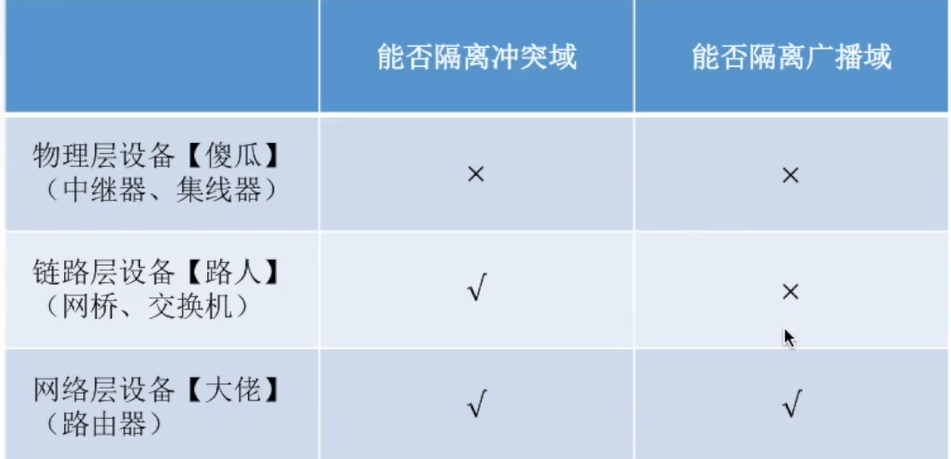 能否隔离冲突域
能否隔离广播域
物理层设备【傻瓜】
（中继器、集线器）
×
×
链路层设备【路人】
（网桥、交换机）
√
×
网络层设备【大佬】
（路由器）
√
√